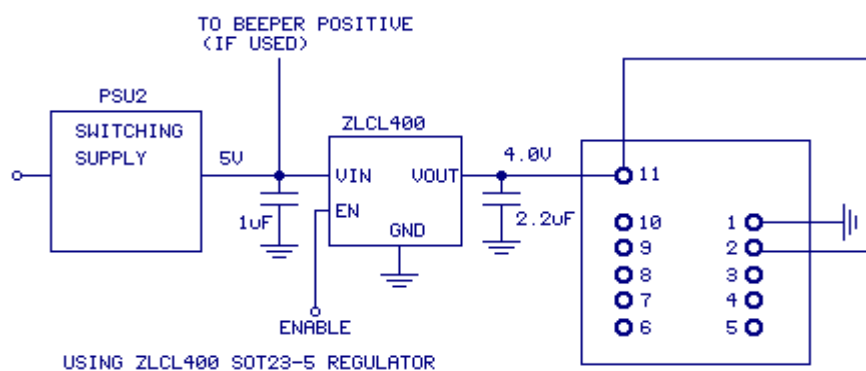 TO BEEPER POSITIVE
(IF USED)
PSU2
SWITCHING
SUPPLY
5V
ZLCL400
VIN
VOUT
EN
GND
1uF
4.0V
2.2uF
ENABLE
11
10
9
8
7
6
1
2
3
4
5
USING ZLCL400 SOT23-5 REGULATOR